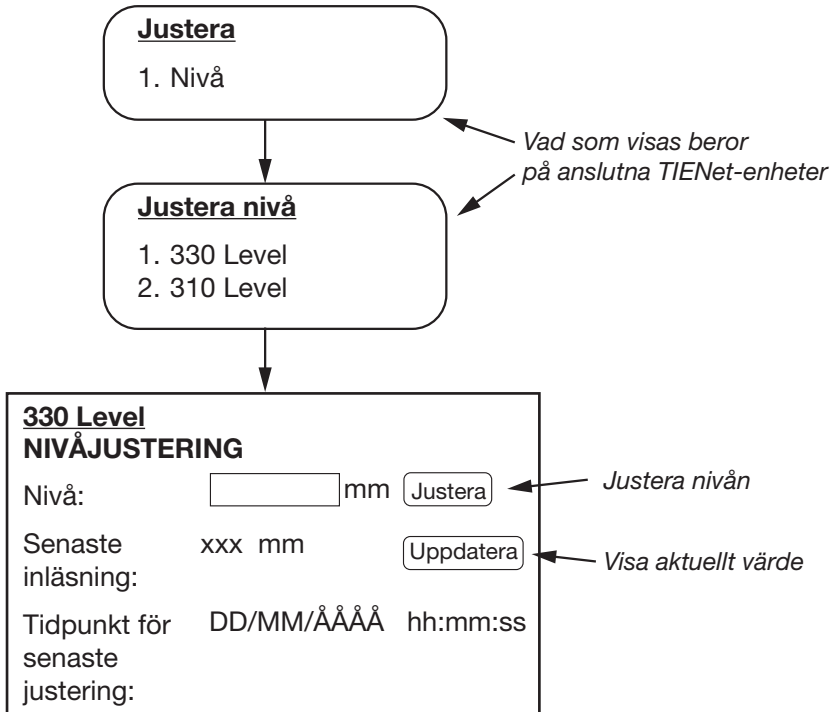 Justera
1. Nivå
Vad som visas beror
på anslutna TIENet-enheter
Justera nivå
1. 330 Level
2. 310 Level
330 Level
NIVÅJUSTERING
Nivå: mm Justera
Justera nivån
Senaste xxx mm Uppdatera
inläsning:
Visa aktuellt värde
Tidpunkt för DD/MM/ÅÅÅÅ hh:mm:ss
senaste
justering: